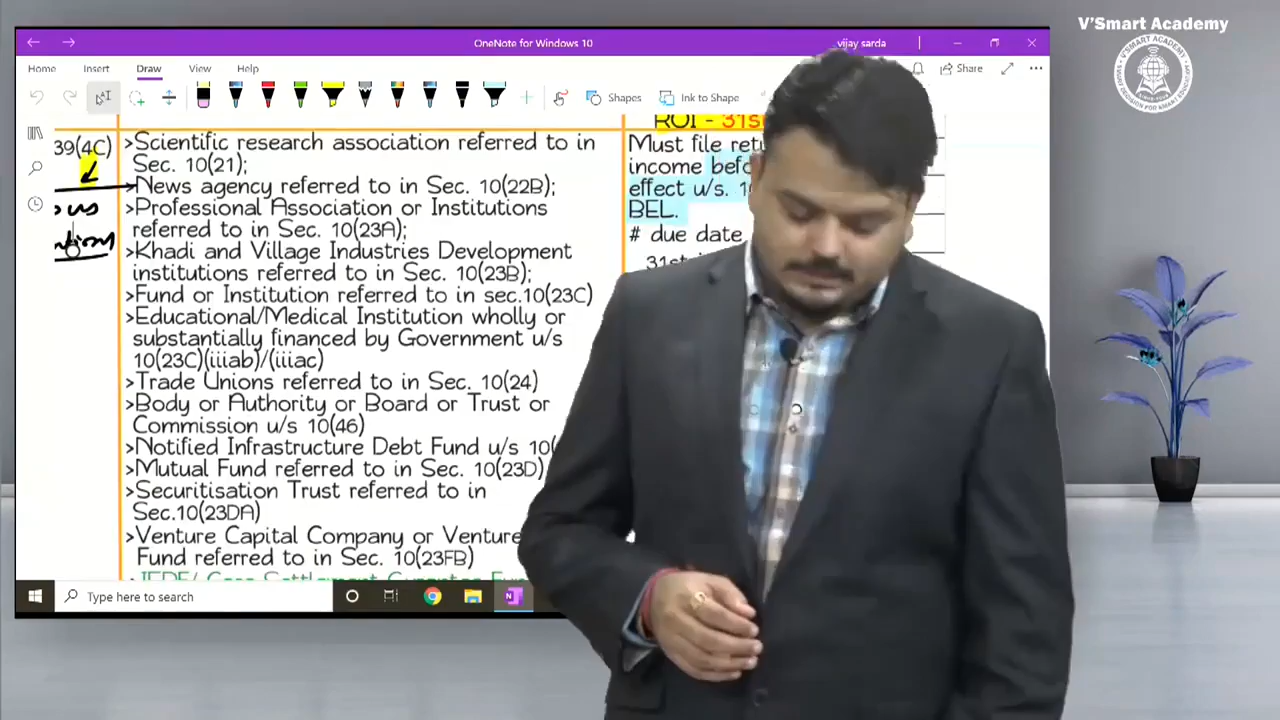 V'Smart Academy
OneNote for Windows 10
vijay sarda
Home
Insert
Draw
View
Help
Share
Shapes
Ink to Shape
39(4C)
>Scientific research association referred to in
Sec. 10(21);
>News agency referred to in Sec. 10(22B);
>Professional Association or Institutions
referred to in Sec. 10(23A);
>Khadi and Village Industries Development
institutions referred to in Sec. 10(23B);
>Fund or Institution referred to in sec.10(23C)
>Educational/Medical Institution wholly or
substantially financed by Government u/s
10(23C)(iiiab)/(iiiac)
>Trade Unions referred to in Sec. 10(24)
>Body or Authority or Board or Trust or
Commission u/s 10(46)
>Notified Infrastructure Debt Fund u/s 10(
>Mutual Fund referred to in Sec. 10(23D)
>Securitisation Trust referred to in
Sec.10(23DA)
>Venture Capital Company or Venture
Fund referred to in Sec. 10(23FB)
ROI - 31s
Must file ret
income bef
effect u/s. 1
BEL.
# due date
31st
Type here to search